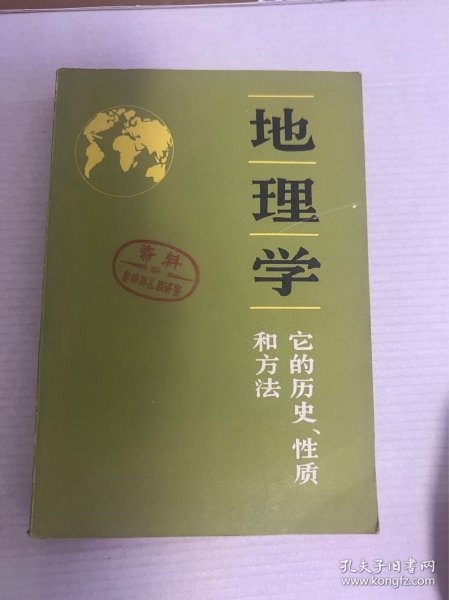 地理学
它的历史、性质
和方法
资料
孔夫子旧书网
www.kongfz.com